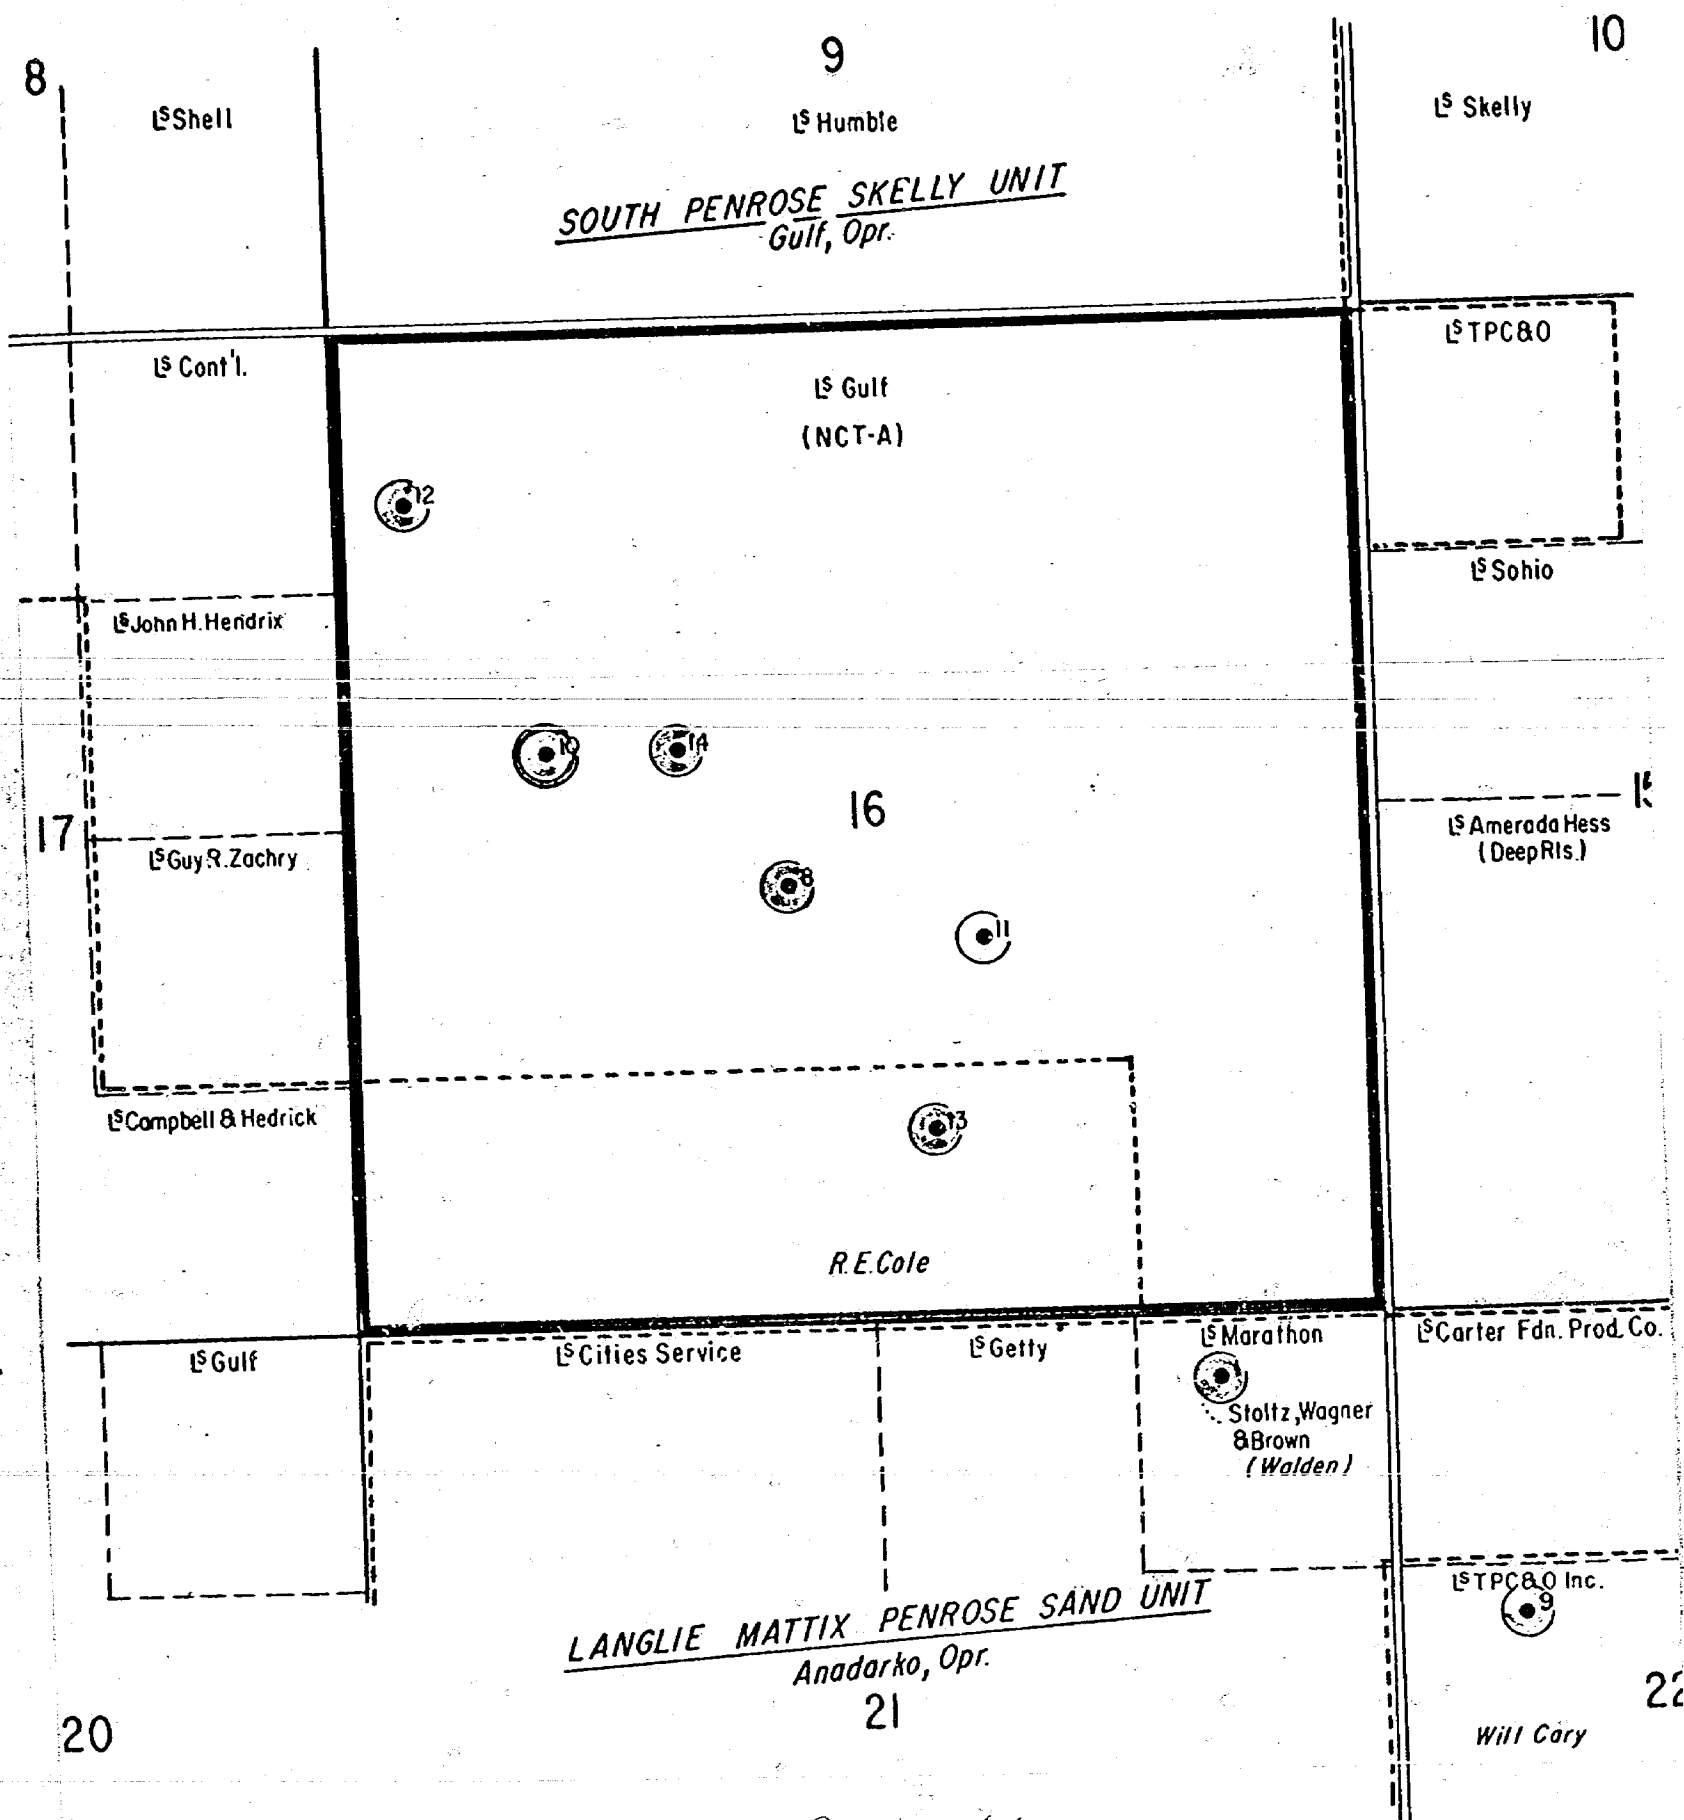 8
9
10
LS Shell
LS Humble
LS Skelly
SOUTH PENROSE SKELLY UNIT
Gulf, Opr.
LS Cont'l.
LS Gulf
(NCT-A)
LS TPC&O
12
LS Sohio
LS John H. Hendrix
10
14
16
17
LS Guy R. Zachry
LS Amerada Hess
(Deep Rts.)
8
11
LS Campbell & Hedrick
13
R.E. Cole
LS Gulf
LS Cities Service
LS Getty
LS Marathon
LS Carter Fdn. Prod. Co.
Stoltz, Wagner
& Brown
(Walden)
LS TPC&O Inc.
9
LANGLIE MATTIX PENROSE SAND UNIT
Anadarko, Opr.
20
21
22
Will Cary